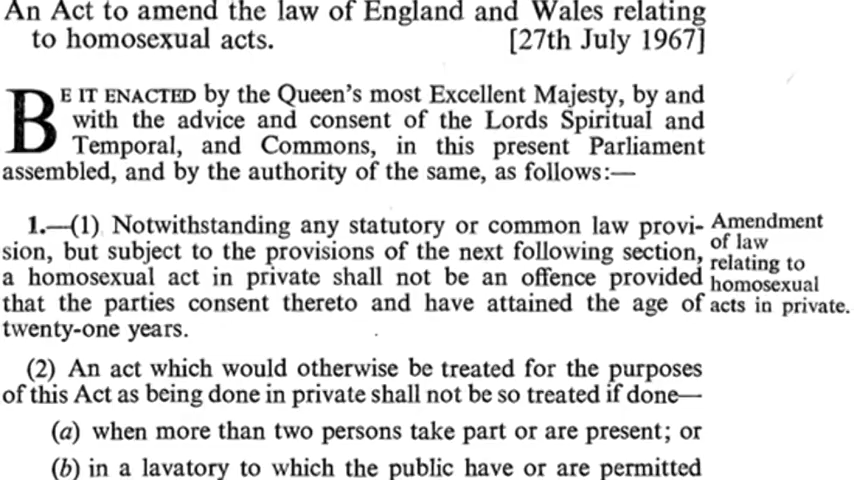 An Act to amend the law of England and Wales relating
to homosexual acts. [27th July 1967]
BE IT ENACTED by the Queen's most Excellent Majesty, by and
with the advice and consent of the Lords Spiritual and
Temporal, and Commons, in this present Parliament
assembled, and by the authority of the same, as follows:—
1.—(1) Notwithstanding any statutory or common law provi-
sion, but subject to the provisions of the next following section,
a homosexual act in private shall not be an offence provided
that the parties consent thereto and have attained the age of
twenty-one years.
Amendment
of law
relating to
homosexual
acts in private.
(2) An act which would otherwise be treated for the purposes
of this Act as being done in private shall not be so treated if done—
(a) when more than two persons take part or are present; or
(b) in a lavatory to which the public have or are permitted